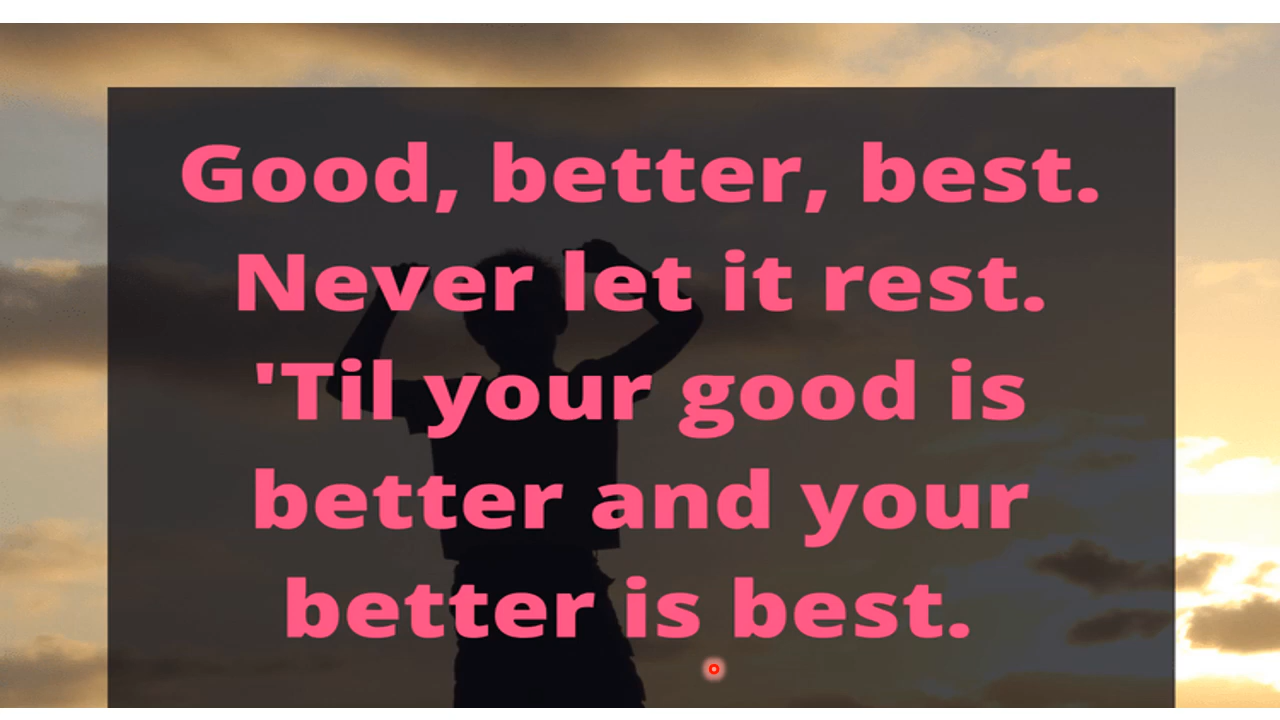 Good, better, best.
Never let it rest.
'Til your good is
better and your
better is best.